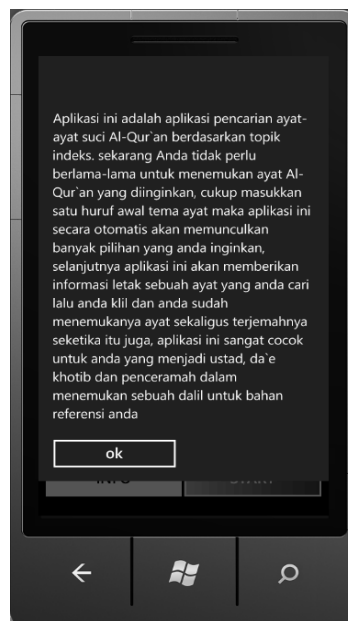 Aplikasi ini adalah aplikasi pencarian ayat-
ayat suci Al-Qur`an berdasarkan topik
indeks. sekarang Anda tidak perlu
berlama-lama untuk menemukan ayat Al-
Qur`an yang diinginkan, cukup masukkan
satu huruf awal tema ayat maka aplikasi ini
secara otomatis akan memunculkan
banyak pilihan yang anda inginkan,
selanjutnya aplikasi ini akan memberikan
informasi letak sebuah ayat yang anda cari
lalu anda klil dan anda sudah
menemukanya ayat sekaligus terjemahnya
seketika itu juga, aplikasi ini sangat cocok
untuk anda yang menjadi ustad, da`e
khotib dan penceramah dalam
menemukan sebuah dalil untuk bahan
referensi anda
ok